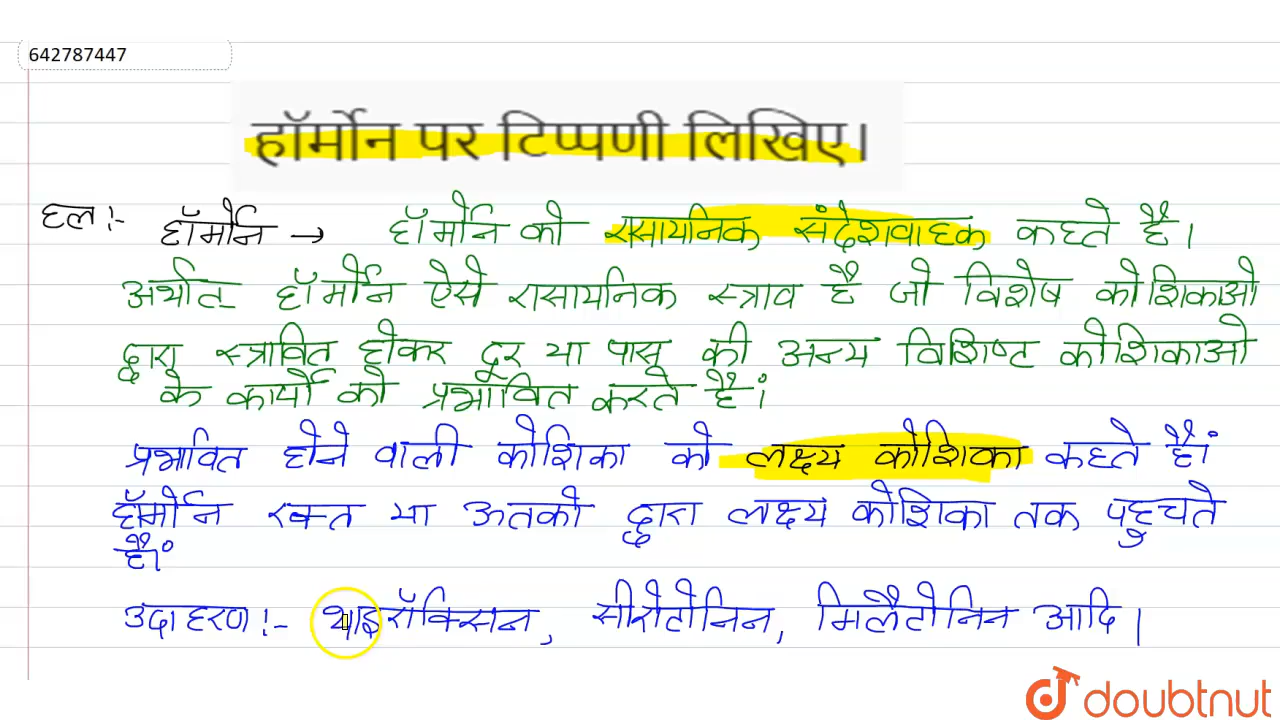 642787447
हॉर्मोन पर टिप्पणी लिखिए।
हल:- हॉर्मोन → हॉर्मोन को रासायनिक संदेशवाहक कहते है।
अर्थात हॉर्मोन ऐसे रासायनिक स्त्राव है जो विशेष कोशिकाओ
द्वारा स्त्रावित होकर दूर या पास की अन्य विशिष्ट कोशिकाओ
के कार्यो को प्रभावित करते हैं।
प्रभावित होने वाली कोशिका को लक्ष्य कोशिका कहते हैं।
हॉर्मोन रक्त या ऊतको द्वारा लक्ष्य कोशिका तक पहुचते
हैं।
उदाहरण:- थाइरॉक्सिन, सीरोटोनिन, मिलैटोनिन आदि।
doubtnut